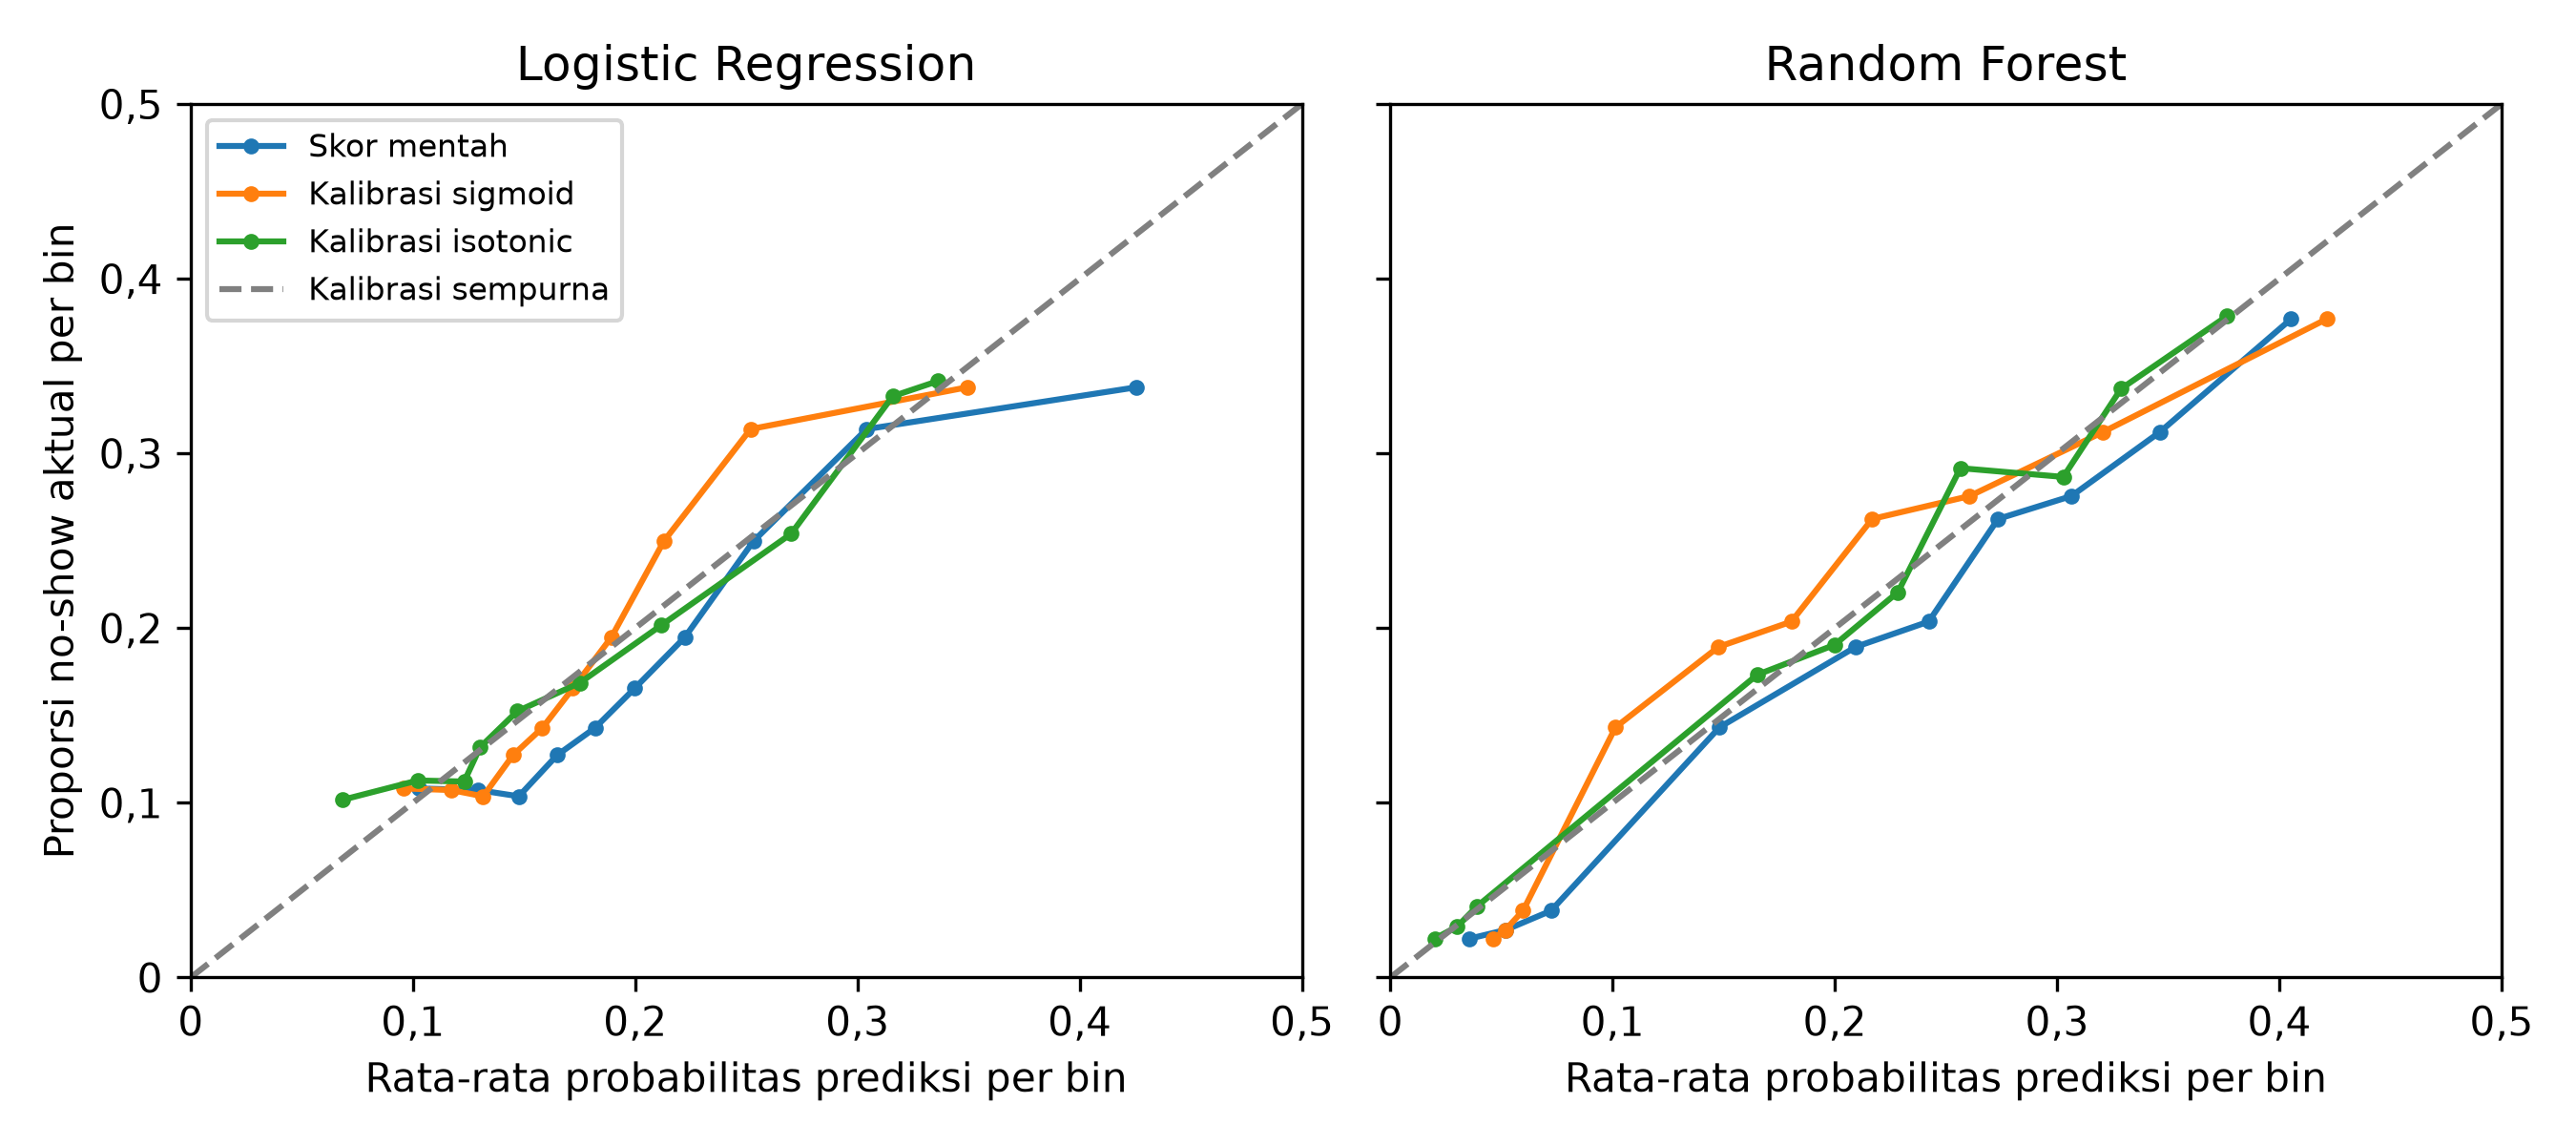 Logistic Regression
Random Forest
Skor mentah
Kalibrasi sigmoid
Kalibrasi isotonic
Kalibrasi sempurna
Proporsi no-show aktual per bin
0,5
0,4
0,3
0,2
0,1
0
0 0,1 0,2 0,3 0,4 0,5
0 0,1 0,2 0,3 0,4 0,5
Rata-rata probabilitas prediksi per bin
Rata-rata probabilitas prediksi per bin